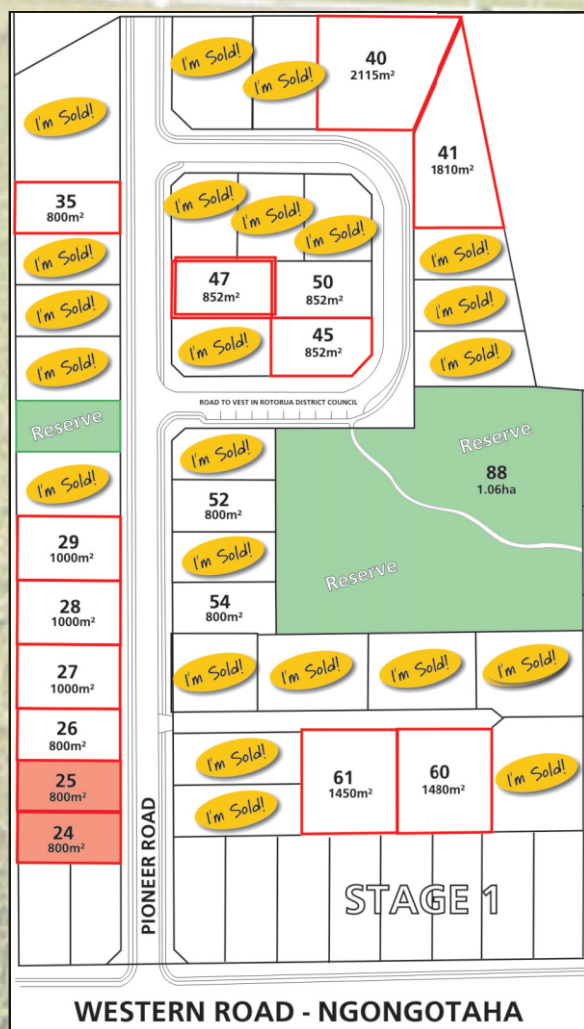 I'm Sold!
I'm Sold!
40
2115m²
I'm Sold!
41
1810m²
35
800m²
I'm Sold!
I'm Sold!
I'm Sold!
I'm Sold!
I'm Sold!
47
852m²
50
852m²
I'm Sold!
I'm Sold!
45
852m²
I'm Sold!
I'm Sold!
I'm Sold!
ROAD TO VEST IN ROTORUA DISTRICT COUNCIL
Reserve
Reserve
I'm Sold!
88
1.06ha
I'm Sold!
52
800m²
29
1000m²
I'm Sold!
Reserve
28
1000m²
54
800m²
27
1000m²
I'm Sold!
I'm Sold!
I'm Sold!
I'm Sold!
26
800m²
I'm Sold!
61
1450m²
60
1480m²
I'm Sold!
25
800m²
I'm Sold!
24
800m²
PIONEER ROAD
STAGE 1
WESTERN ROAD - NGONGOTAHA